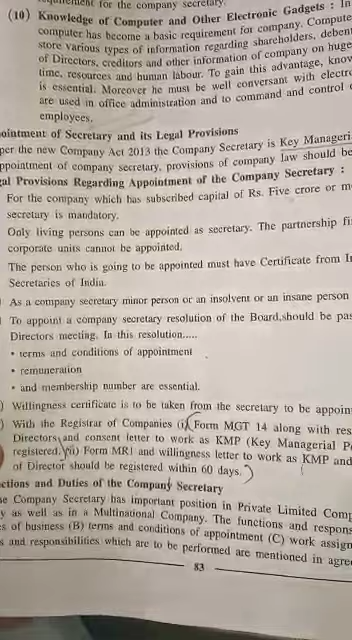 quirement for the company secretary.
(10) Knowledge of Computer and Other Electronic Gadgets : In
computer has become a basic requirement for company. Compute
store various types of information regarding shareholders, deben
of Directors, creditors and other information of company on huge
time, resources and human labour. To gain this advantage, know
is essential. Moreover he must be well conversant with electro
are used in office administration and to command and control
employees.
ointment of Secretary and its Legal Provisions
per the new Company Act 2013 the Company Secretary is Key Manageri
ppointment of company secretary, provisions of company law should be
gal Provisions Regarding Appointment of the Company Secretary :
For the company which has subscribed capital of Rs. Five crore or m
secretary is mandatory.
Only living persons can be appointed as secretary. The partnership fi
corporate units cannot be appointed.
The person who is going to be appointed must have Certificate from I
Secretaries of India.
As a company secretary minor person or an insolvent or an insane person
To appoint a company secretary resolution of the Board,should be pas
Directors meeting. In this resolution.....
• terms and conditions of appointment
• remuneration
• and membership number are essential.
) Willingness certificate is to be taken from the secretary to be appoin
) With the Registrar of Companies (i) Form MGT 14 along with res
Directors and consent letter to work as KMP (Key Managerial P
registered. (ii) Form MR1 and willingness letter to work as KMP and
of Director should be registered within 60 days.
ctions and Duties of the Company Secretary
he Company Secretary has important position in Private Limited Comp
y as well as in a Multinational Company. The functions and respons
s of business (B) terms and conditions of appointment (C) work assign
s and responsibilities which are to be performed are mentioned in agree
83